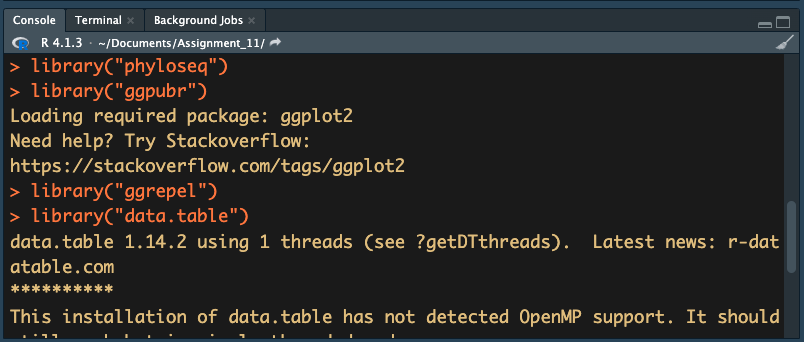 Console Terminal × Background Jobs ×
R 4.1.3 · ~/Documents/Assignment_11/
> library("phyloseq")
> library("ggpubr")
Loading required package: ggplot2
Need help? Try Stackoverflow:
https://stackoverflow.com/tags/ggplot2
> library("ggrepel")
> library("data.table")
data.table 1.14.2 using 1 threads (see ?getDTthreads).  Latest news: r-dat
atable.com
**********
This installation of data.table has not detected OpenMP support. It should